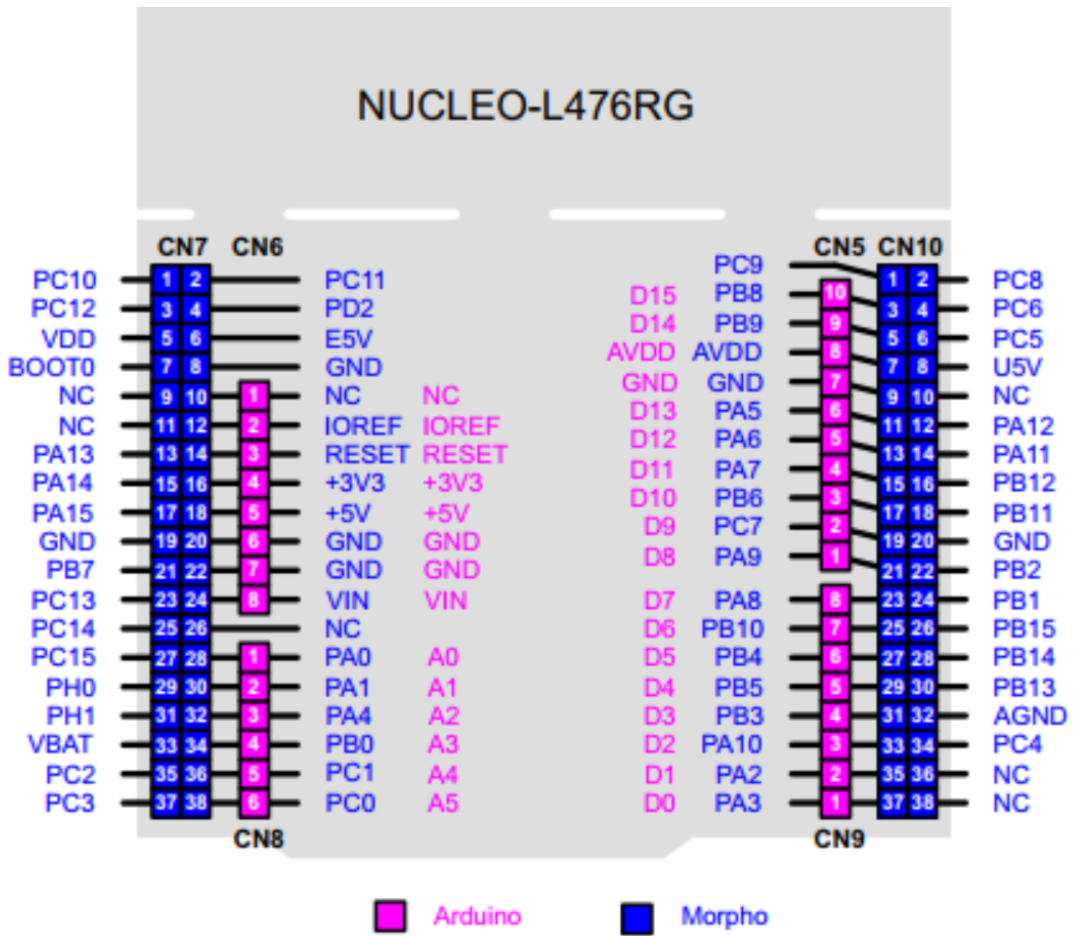 NUCLEO-L476RG
CN7 CN6 CN5 CN10
PC9
PC10 1 2 PC11 D15 PB8 10 1 2 PC8
PC12 3 4 PD2 D14 PB9 9 3 4 PC6
VDD 5 6 E5V AVDD AVDD 8 5 6 PC5
BOOT0 7 8 GND GND GND 7 7 8 U5V
NC 9 10 1 NC NC D13 PA5 6 9 10 NC
NC 11 12 2 IOREF IOREF D12 PA6 5 11 12 PA12
PA13 13 14 3 RESET RESET D11 PA7 4 13 14 PA11
PA14 15 16 4 +3V3 +3V3 D10 PB6 3 15 16 PB12
PA15 17 18 5 +5V +5V D9 PC7 2 17 18 PB11
GND 19 20 6 GND GND D8 PA9 1 19 20 GND
PB7 21 22 7 GND GND 21 22 PB2
PC13 23 24 8 VIN VIN D7 PA8 8 23 24 PB1
PC14 25 26 NC D6 PB10 7 25 26 PB15
PC15 27 28 1 PA0 A0 D5 PB4 6 27 28 PB14
PH0 29 30 2 PA1 A1 D4 PB5 5 29 30 PB13
PH1 31 32 3 PA4 A2 D3 PB3 4 31 32 AGND
VBAT 33 34 4 PB0 A3 D2 PA10 3 33 34 PC4
PC2 35 36 5 PC1 A4 D1 PA2 2 35 36 NC
PC3 37 38 6 PC0 A5 D0 PA3 1 37 38 NC
CN8 CN9
Arduino Morpho